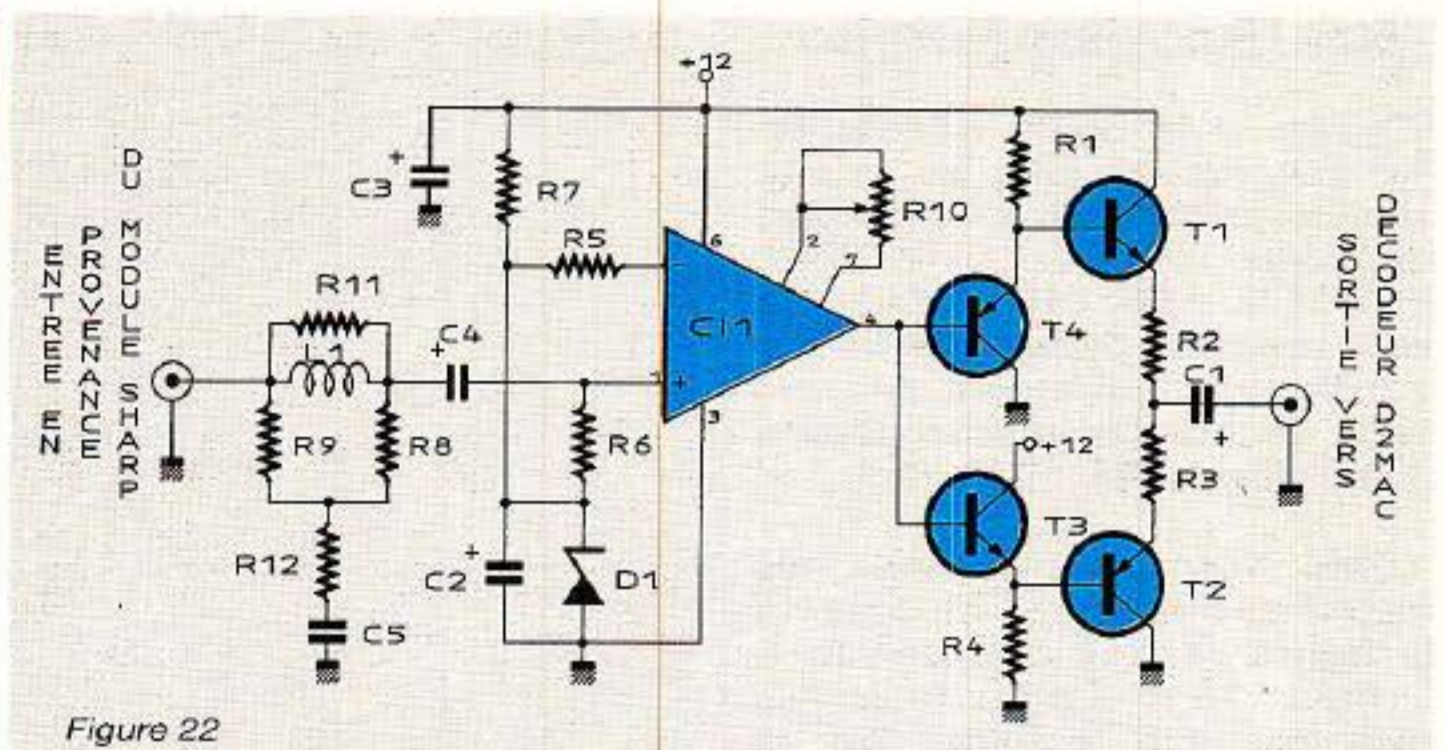 ENTREE EN
PROVENANCE
DU MODULE SHARP
+12
C3
+
R7
R5
R11
L1
R9
R8
C4
+
R6
R12
C5
C2
+
D1
CI1
-
+
6
2
7
4
3
R10
R1
T1
T4
R2
C1
+
R3
+12
T3
T2
R4
SORTIE VERS
DECODEUR D2MAC
Figure 22